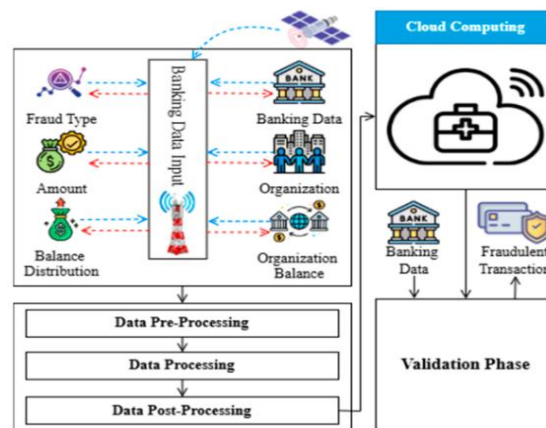 Cloud Computing
Fraud Type
Banking Data Input
BANK
Banking Data
Amount
Organization
Balance
Distribution
Organization
Balance
BANK
Banking
Data
Fraudulent
Transaction
Data Pre-Processing
Data Processing
Data Post-Processing
Validation Phase